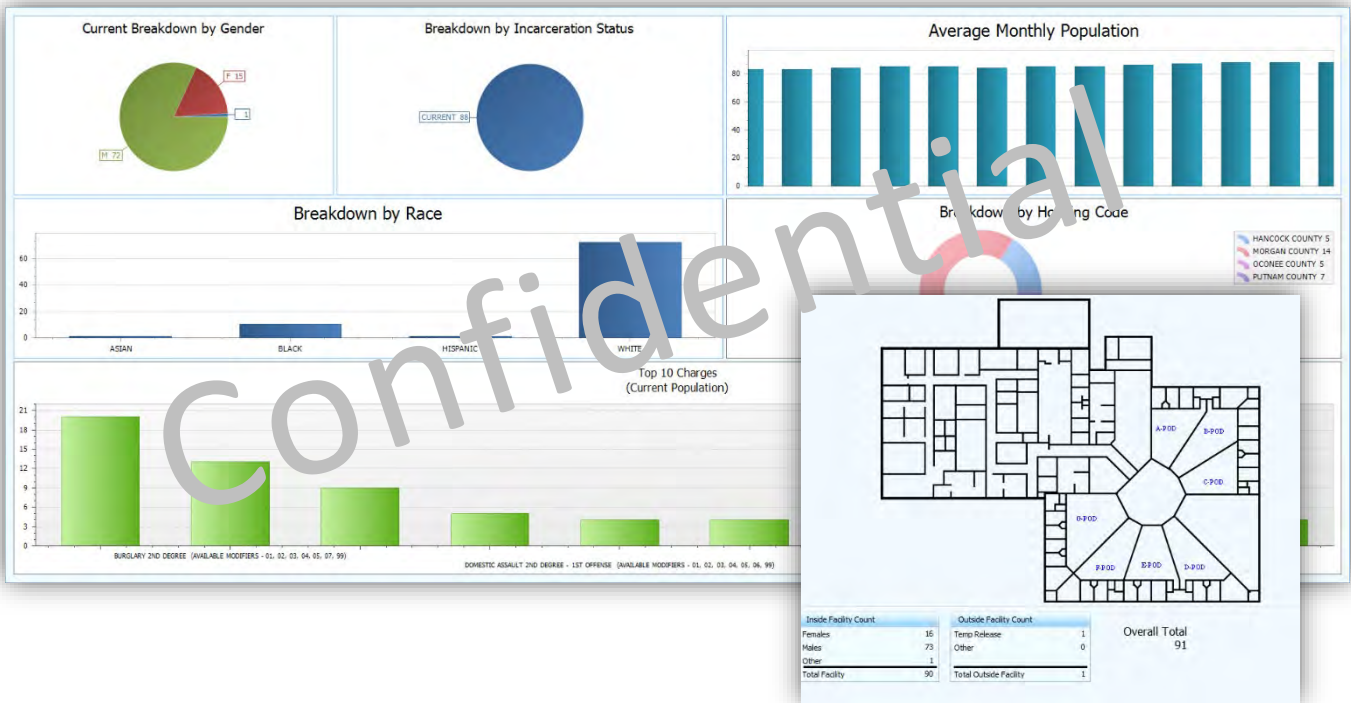 Current Breakdown by Gender
F 15
1
M 72
Breakdown by Incarceration Status
CURRENT 88
Average Monthly Population
80
60
40
20
0
Breakdown by Race
60
40
20
0
ASIAN
BLACK
HISPANIC
WHITE
Breakdown by Housing Code
HANCOCK COUNTY 5
MORGAN COUNTY 14
OCONEE COUNTY 5
PUTNAM COUNTY 7
Top 10 Charges
(Current Population)
21
18
15
12
9
6
3
0
BURGLARY 2ND DEGREE (AVAILABLE MODIFIERS - 01, 02, 03, 04, 05, 07, 99)
DOMESTIC ASSAULT 2ND DEGREE - 1ST OFFENSE (AVAILABLE MODIFIERS - 01, 02, 03, 04, 05, 06, 99)
A-POD
B-POD
C-POD
G-POD
F-POD
E-POD
D-POD
Inside Facility Count
Females 16
Males 73
Other 1
Total Facility 90
Outside Facility Count
Temp Release 1
Other 0
Total Outside Facility 1
Overall Total
91
Confidential